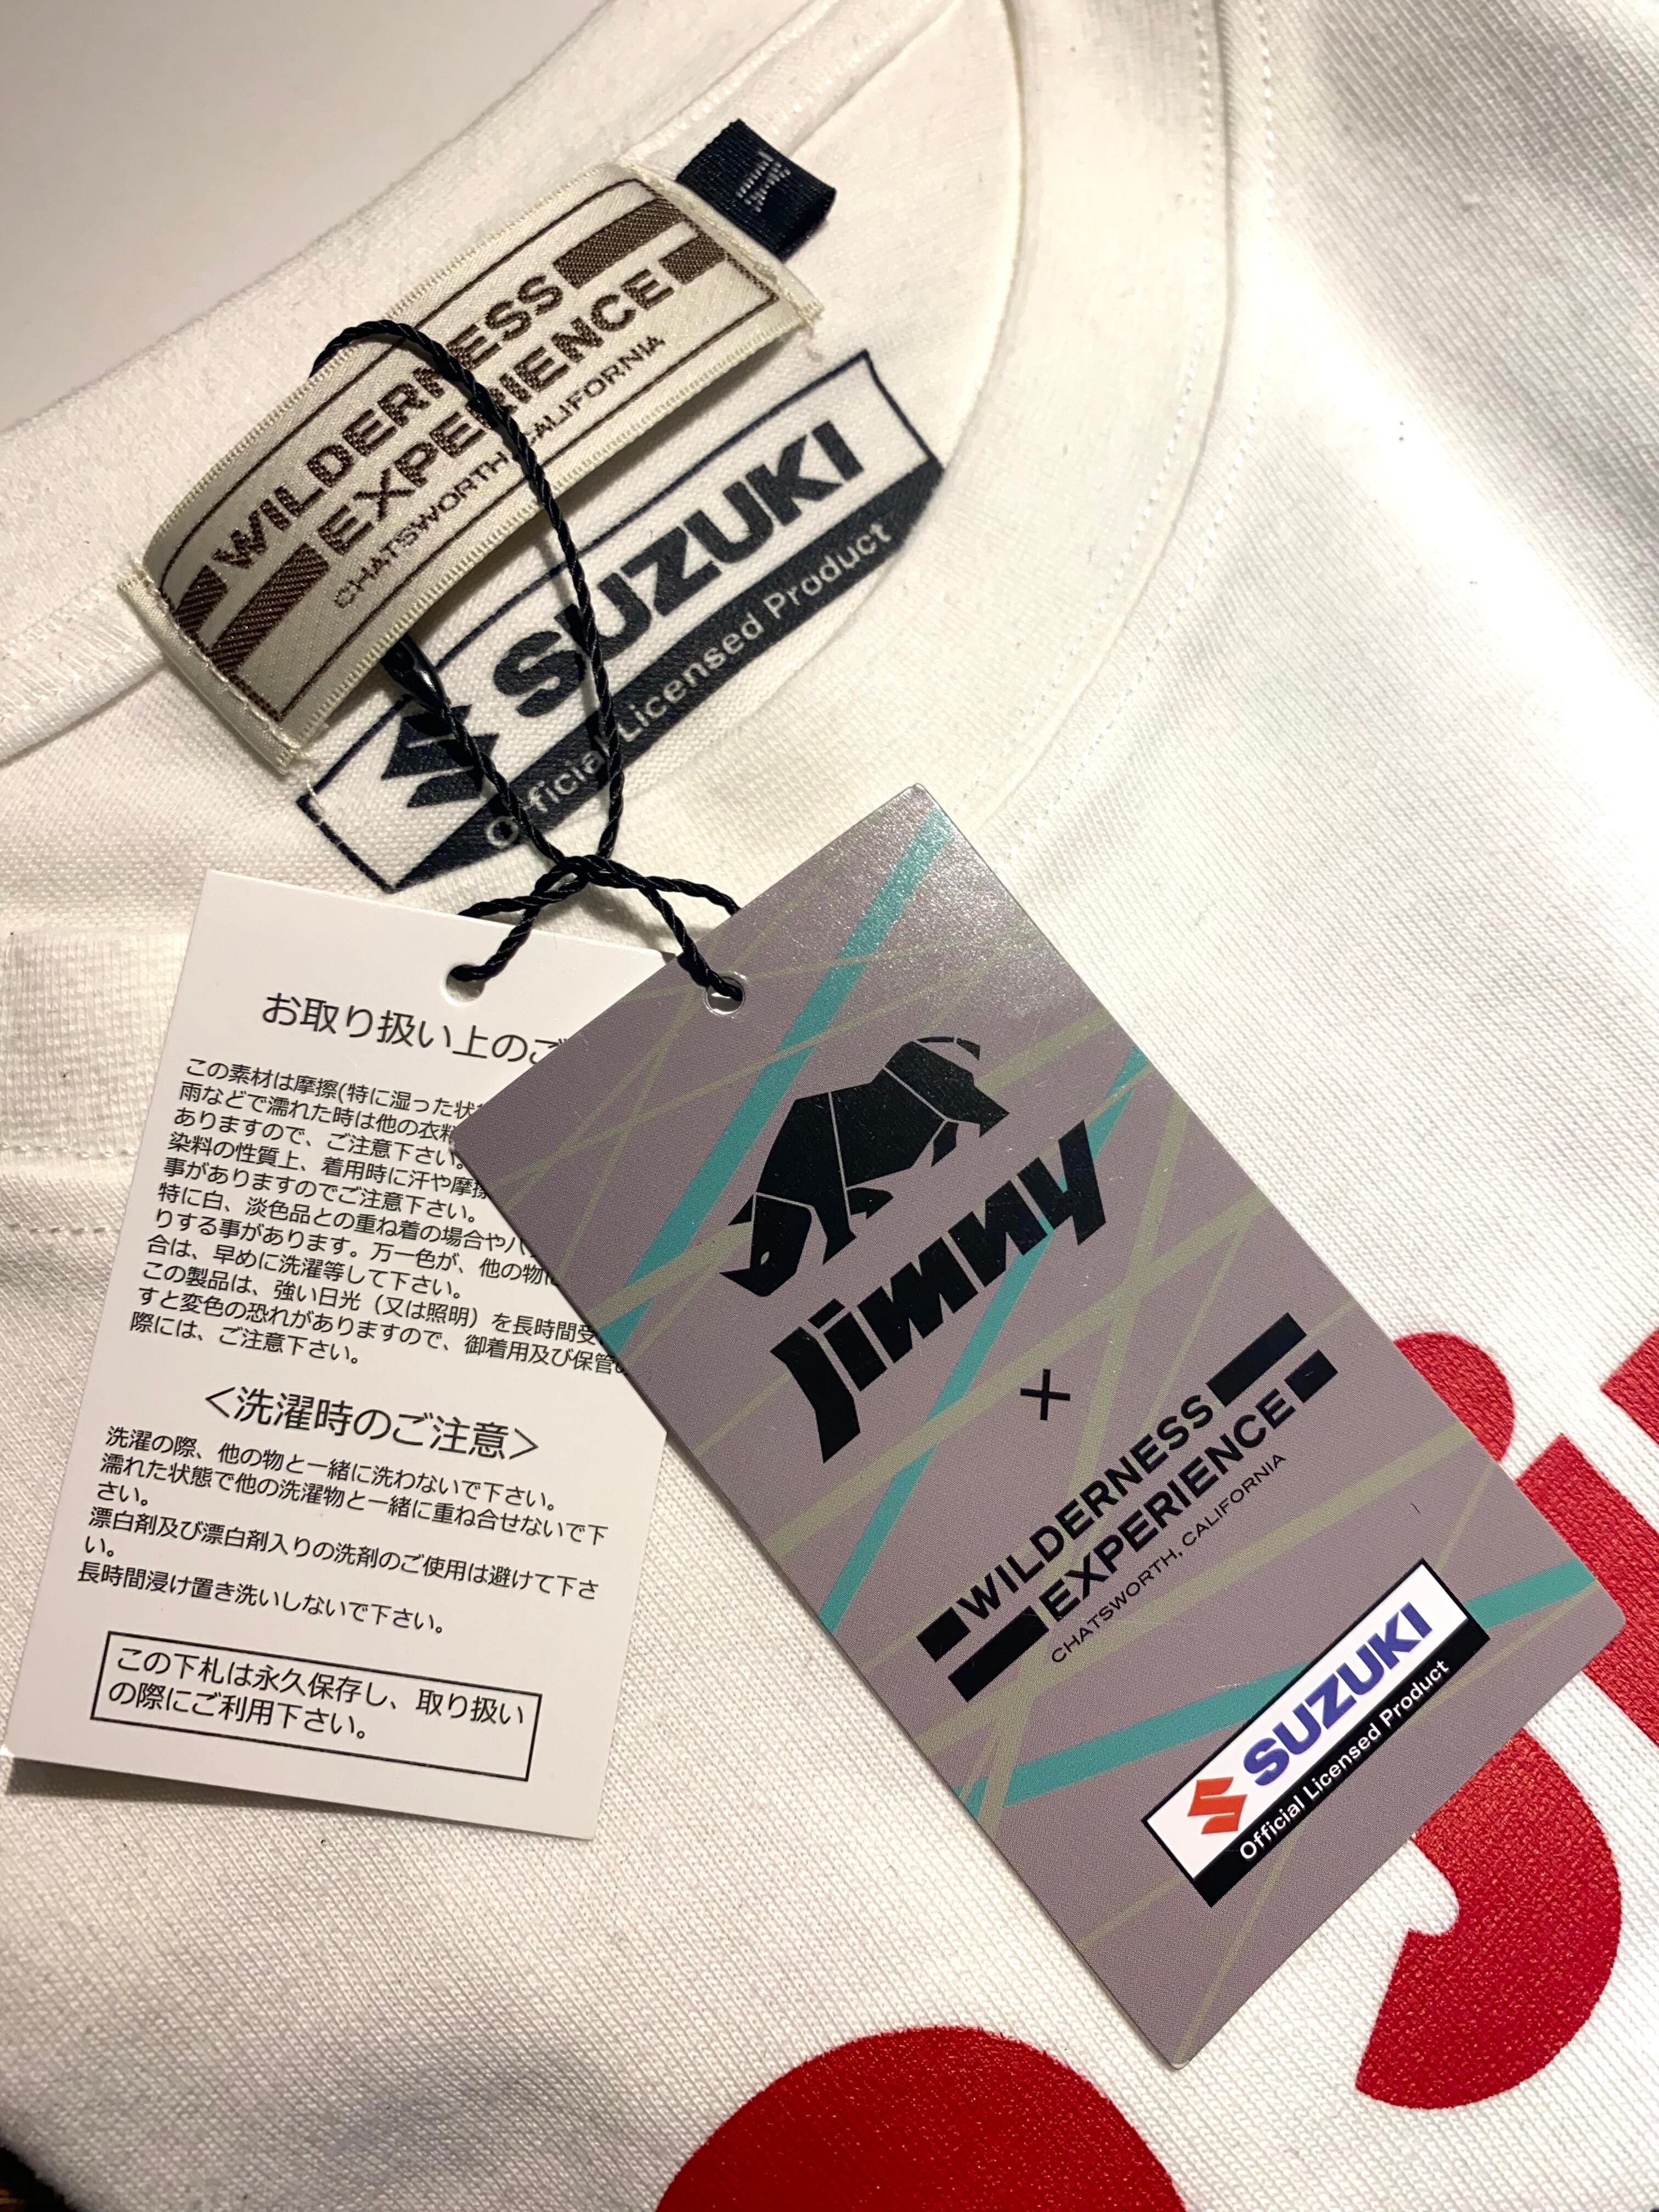 WILDERNESS
EXPERIENCE
CHATSWORTH, CALIFORNIA
SUZUKI
Official Licensed Product
お取り扱い上のご
この素材は摩擦(特に湿った状
雨などで濡れた時は他の衣料
ありますので、ご注意下さい。
染料の性質上、着用時に汗や摩擦
事がありますのでご注意下さい。
特に白、淡色品との重ね着の場合や
りする事があります。万一色が、他の物に
合は、早めに洗濯等して下さい。
この製品は、強い日光（又は照明）を長時間受
すと変色の恐れがありますので、御着用及び保管
際には、ご注意下さい。
＜洗濯時のご注意＞
洗濯の際、他の物と一緒に洗わないで下さい。
濡れた状態で他の洗濯物と一緒に重ね合せないで下
さい。
漂白剤及び漂白剤入りの洗剤のご使用は避けて下さ
い。
長時間浸け置き洗いしないで下さい。
この下札は永久保存し、取り扱い
の際にご利用下さい。
Jimny
×
WILDERNESS
EXPERIENCE
CHATSWORTH, CALIFORNIA
SUZUKI
Official Licensed Product